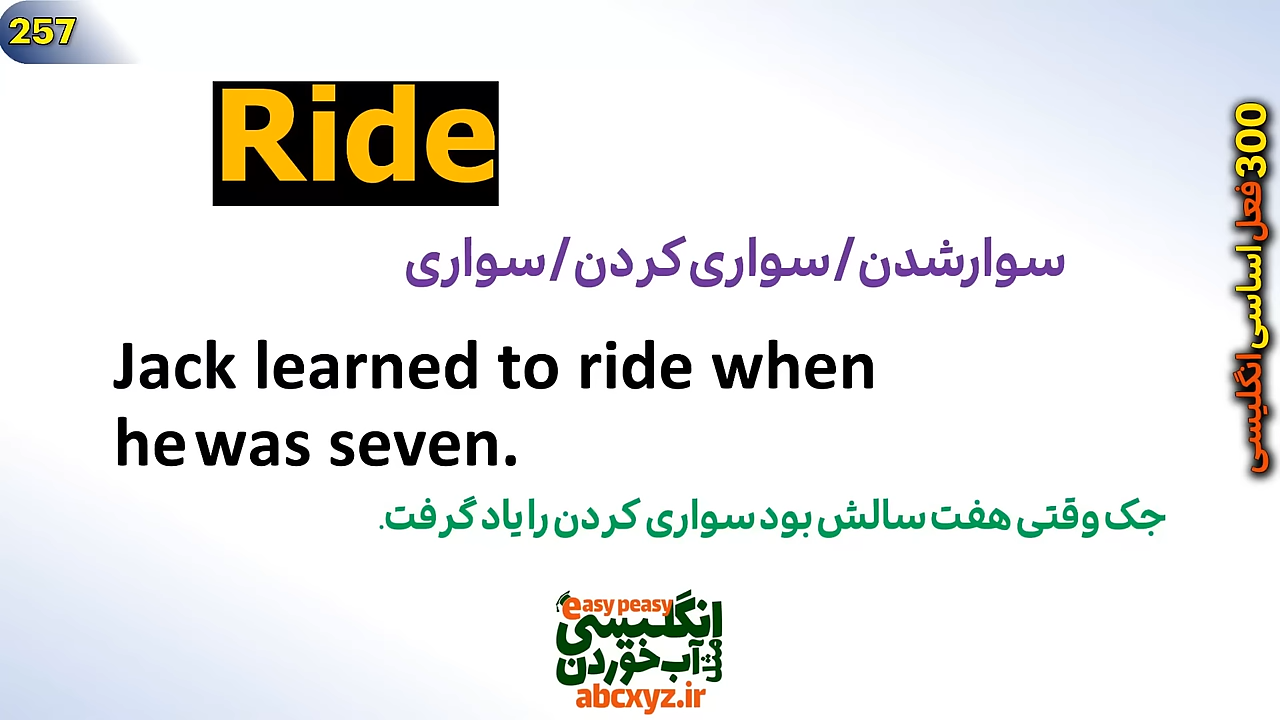 257
Ride
سوارشدن/سواری کردن/سواری
Jack learned to ride when
he was seven.
جک وقتی هفت سالش بود سواری کردن را یاد گرفت.
300 فعل اساسی انگلیسی
easy peasy
انگلیسی
مثل آب خوردن
abcxyz.ir